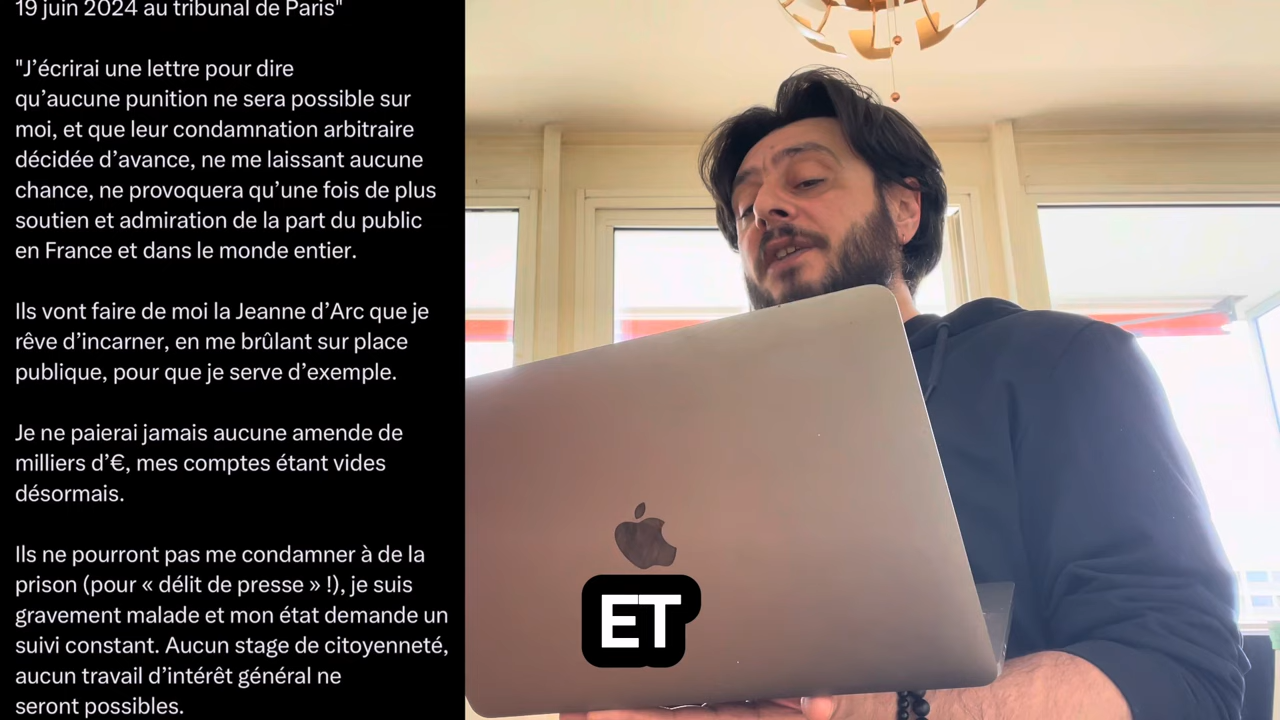 19 juin 2024 au tribunal de Paris"
"J’écrirai une lettre pour dire
qu’aucune punition ne sera possible sur
moi, et que leur condamnation arbitraire
décidée d’avance, ne me laissant aucune
chance, ne provoquera qu’une fois de plus
soutien et admiration de la part du public
en France et dans le monde entier.
Ils vont faire de moi la Jeanne d’Arc que je
rêve d’incarner, en me brûlant sur place
publique, pour que je serve d’exemple.
Je ne paierai jamais aucune amende de
milliers d’€, mes comptes étant vides
désormais.
Ils ne pourront pas me condamner à de la
prison (pour « délit de presse » !), je suis
gravement malade et mon état demande un
suivi constant. Aucun stage de citoyenneté,
aucun travail d’intérêt général ne
seront possibles.
ET